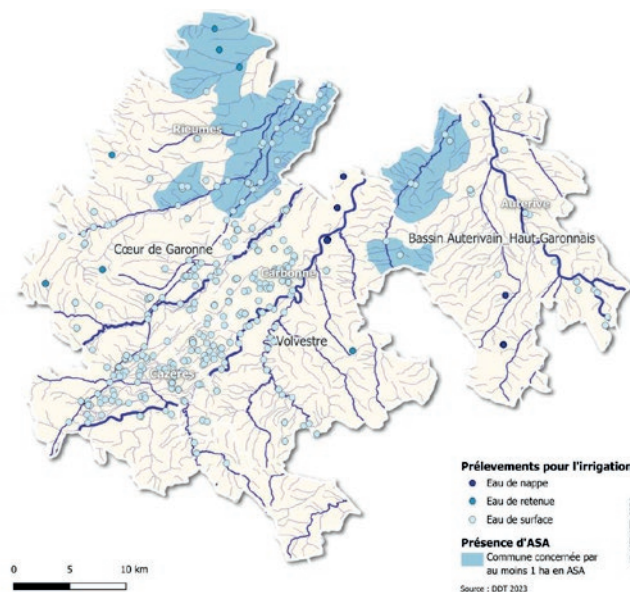 Rieumes
Auterive
Bassin Auterivain Haut-Garonnais
Cœur de Garonne
Carbonne
Volvestre
Cazères
Prélevements pour l'irrigation
Eau de nappe
Eau de retenue
Eau de surface
Présence d'ASA
Commune concernée par
au moins 1 ha en ASA
0 5 10 km
Source : DDT 2023